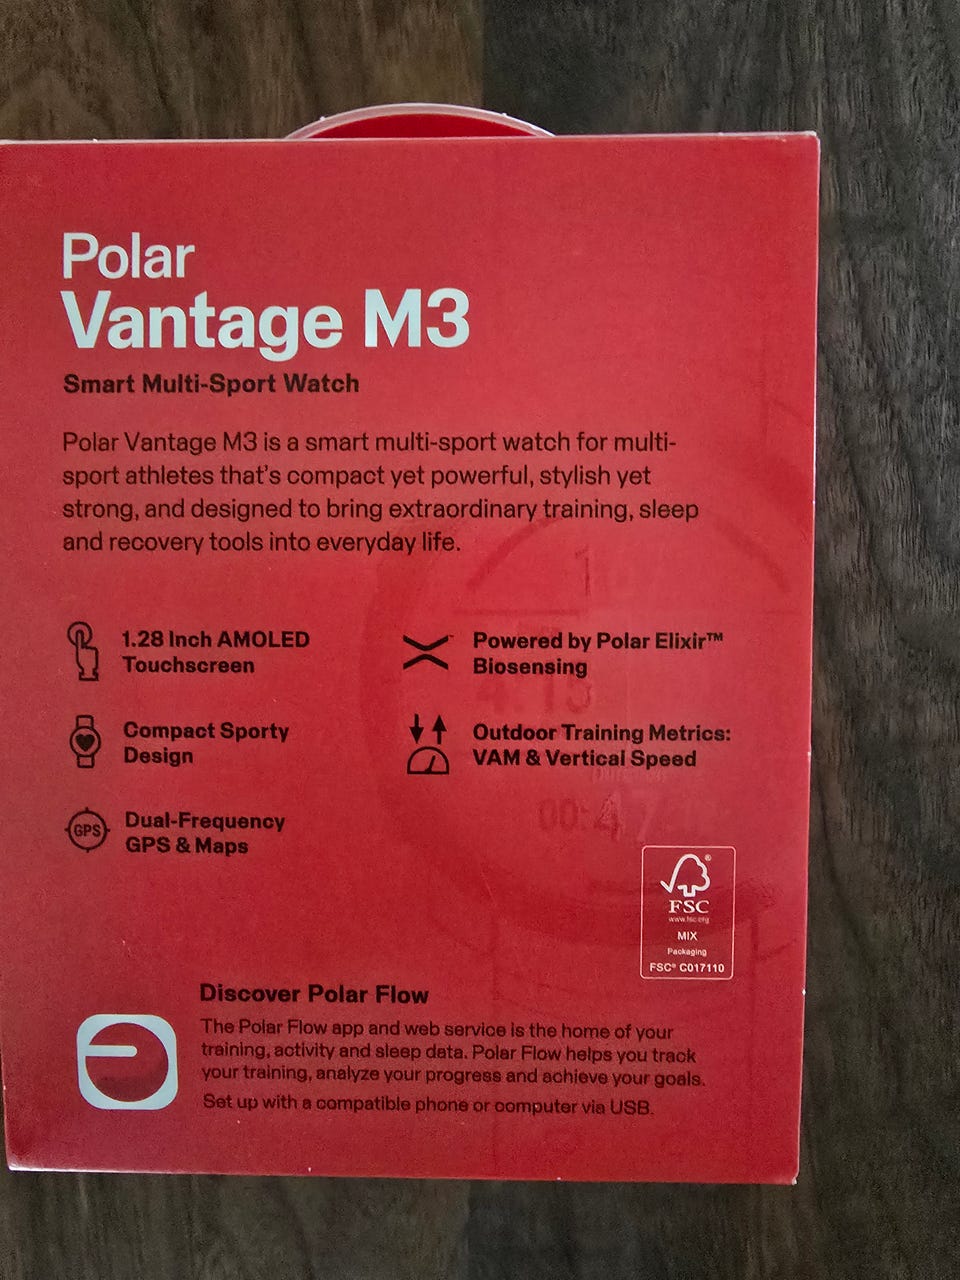 Polar
Vantage M3
Smart Multi-Sport Watch
Polar Vantage M3 is a smart multi-sport watch for multi-
sport athletes that's compact yet powerful, stylish yet
strong, and designed to bring extraordinary training, sleep
and recovery tools into everyday life.
1.28 Inch AMOLED
Touchscreen
Powered by Polar Elixir™
Biosensing
Compact Sporty
Design
Outdoor Training Metrics:
VAM & Vertical Speed
GPS
Dual-Frequency
GPS & Maps
FSC
www.fsc.org
MIX
Packaging
FSC® C017110
Discover Polar Flow
The Polar Flow app and web service is the home of your
training, activity and sleep data. Polar Flow helps you track
your training, analyze your progress and achieve your goals.
Set up with a compatible phone or computer via USB.